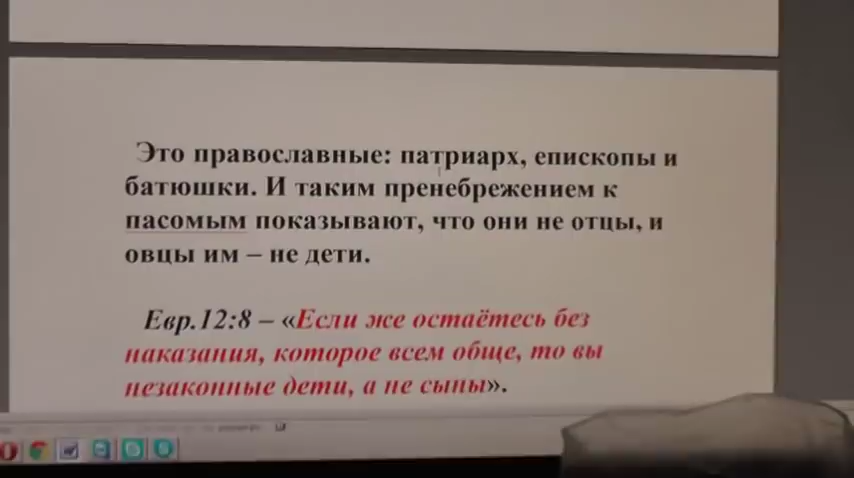 Это православные: патриарх, епископы и
батюшки. И таким пренебрежением к
пасомым показывают, что они не отцы, и
овцы им – не дети.
Евр.12:8 – «Если же остаётесь без
наказания, которое всем обще, то вы
незаконные дети, а не сыны».